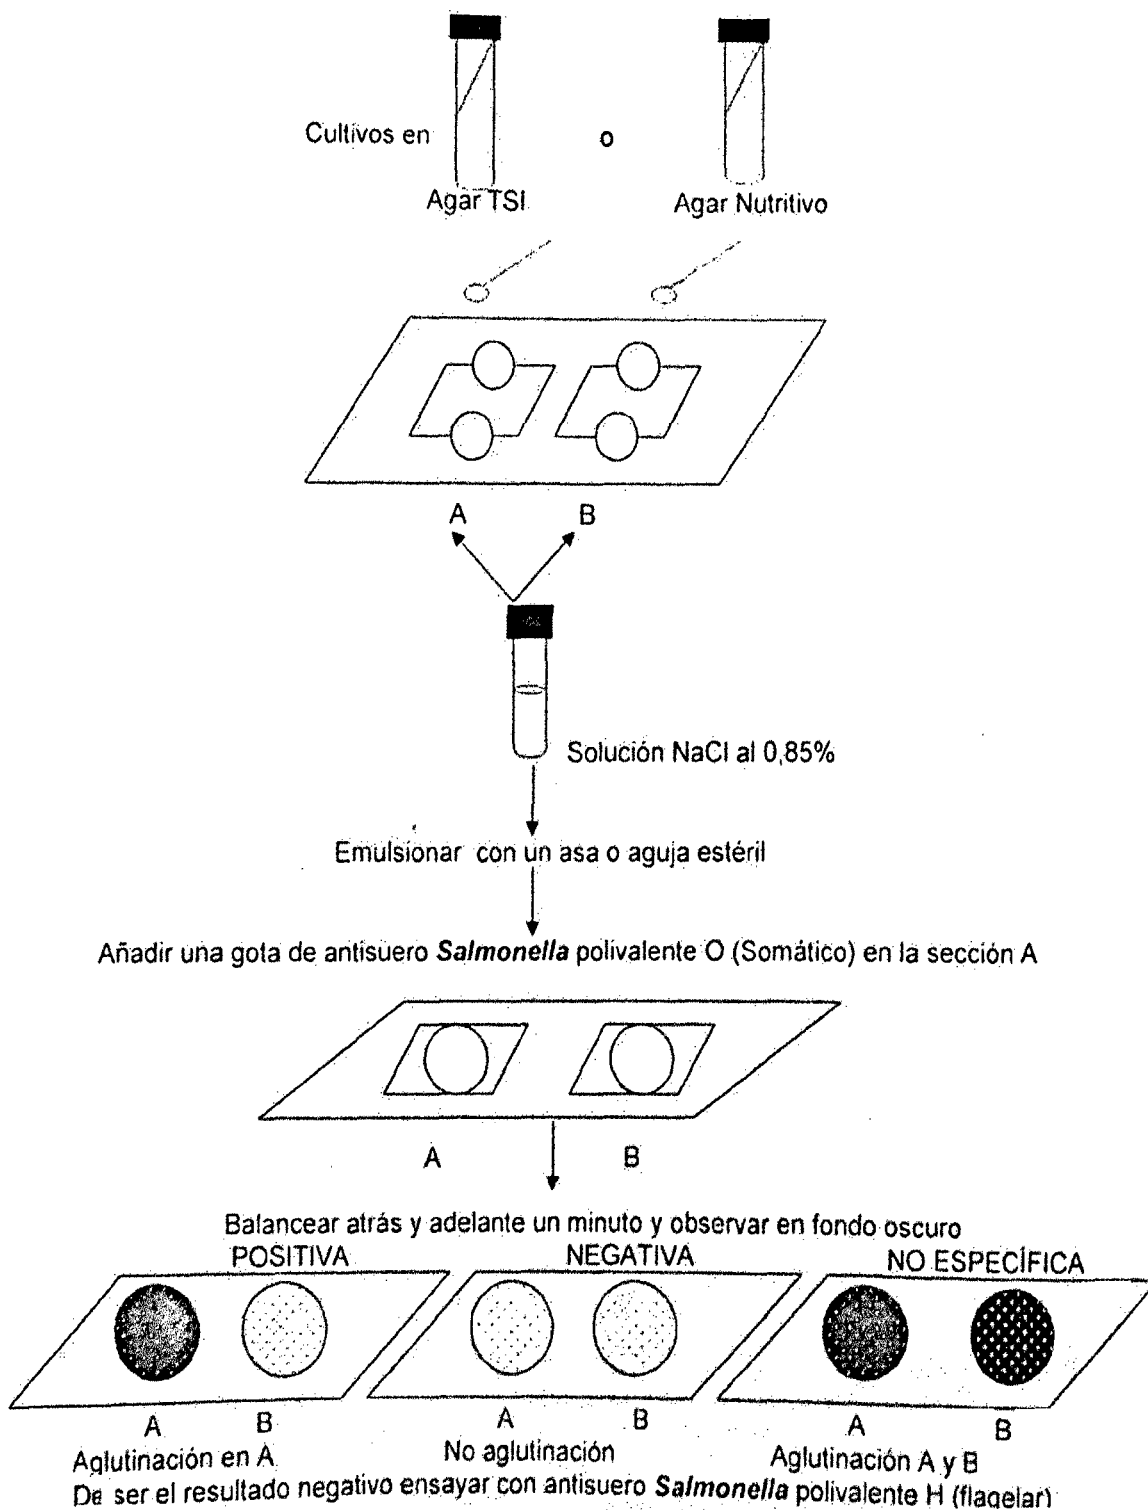 Cultivos en
o
Agar TSI
Agar Nutritivo
A
B
Solución NaCl al 0,85%
Emulsionar con un asa o aguja estéril
Añadir una gota de antisuero Salmonella polivalente O (Somático) en la sección A
A
B
Balancear atrás y adelante un minuto y observar en fondo oscuro
POSITIVA
NEGATIVA
NO ESPECÍFICA
A
B
A
B
A
B
Aglutinación en A
No aglutinación
Aglutinación A y B
De ser el resultado negativo ensayar con antisuero Salmonella polivalente H (flagelar)